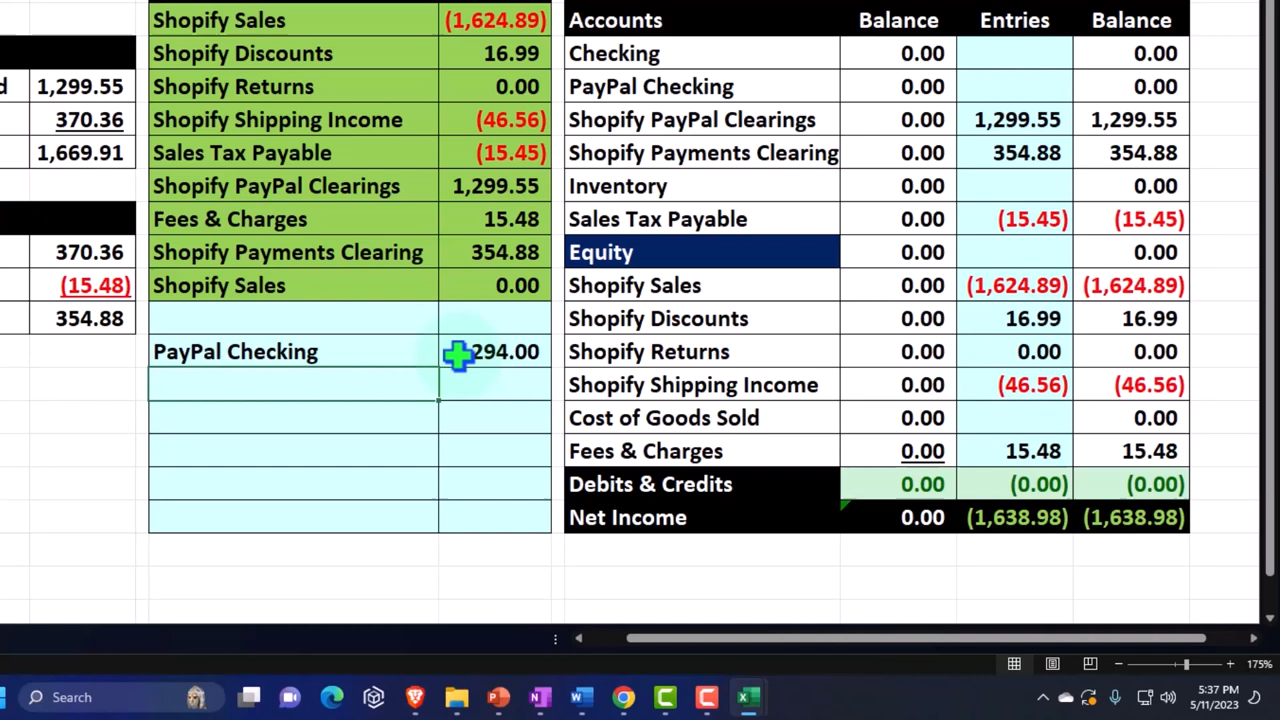 Shopify Sales (1,624.89) Accounts Balance Entries Balance
Shopify Discounts 16.99 Checking 0.00 0.00
d 1,299.55 Shopify Returns 0.00 PayPal Checking 0.00 0.00
370.36 Shopify Shipping Income (46.56) Shopify PayPal Clearings 0.00 1,299.55 1,299.55
1,669.91 Sales Tax Payable (15.45) Shopify Payments Clearing 0.00 354.88 354.88
Shopify PayPal Clearings 1,299.55 Inventory 0.00 0.00
Fees & Charges 15.48 Sales Tax Payable 0.00 (15.45) (15.45)
370.36 Shopify Payments Clearing 354.88 Equity 0.00 0.00
(15.48) Shopify Sales 0.00 Shopify Sales 0.00 (1,624.89) (1,624.89)
354.88 Shopify Discounts 0.00 16.99 16.99
PayPal Checking 294.00 Shopify Returns 0.00 0.00 0.00
Shopify Shipping Income 0.00 (46.56) (46.56)
Cost of Goods Sold 0.00 0.00
Fees & Charges 0.00 15.48 15.48
Debits & Credits 0.00 (0.00) (0.00)
Net Income 0.00 (1,638.98) (1,638.98)
175%
Search 5:37 PM
5/11/2023